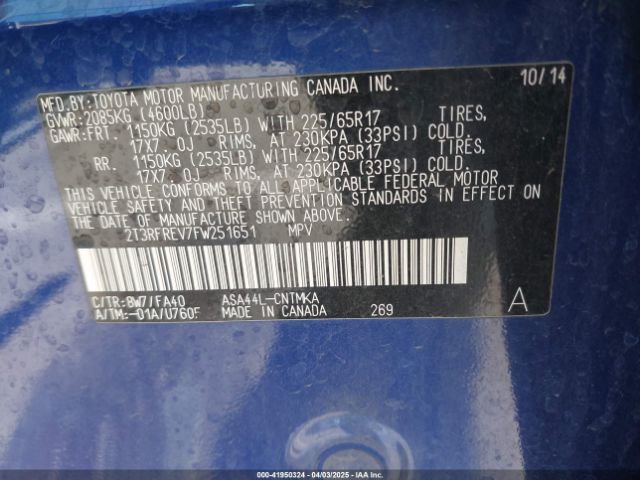 MFD.BY:TOYOTA MOTOR MANUFACTURING CANADA INC. 10/14
GVWR:2085KG (4600LB)
GAWR:FRT. 1150KG (2535LB) WITH 225/65R17 TIRES,
17X7. 0J RIMS, AT 230KPA (33PSI) COLD.
RR. 1150KG (2535LB) WITH 225/65R17 TIRES,
17X7. 0J RIMS, AT 230KPA (33PSI) COLD.
THIS VEHICLE CONFORMS TO ALL APPLICABLE FEDERAL MOTOR
VEHICLE SAFETY AND THEFT PREVENTION STANDARDS IN EFFECT ON
THE DATE OF MANUFACTURE SHOWN ABOVE.
2T3RFREV7FW251651 MPV
C/TR:8W7/FA40 ASA44L-CNTMKA A
A/TM:-01A/U760F MADE IN CANADA 269
000-41950324 04/03/2025 IAA Inc.